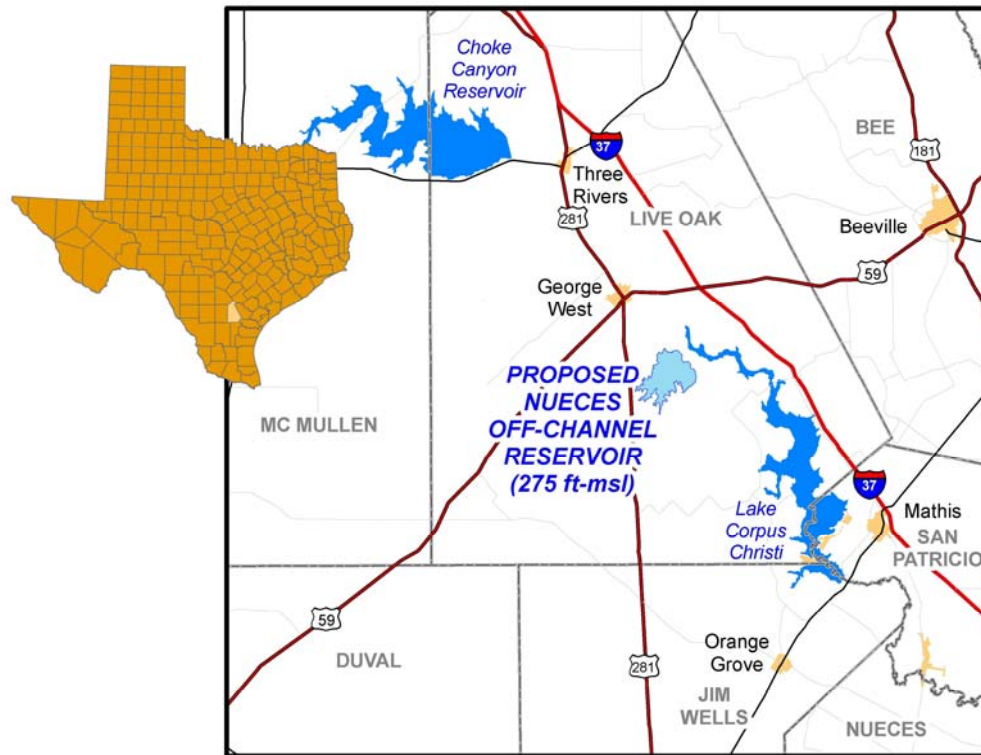 Choke
Canyon
Reservoir
37
BEE
181
Three
Rivers
281
LIVE OAK
Beeville
59
George
West
PROPOSED
NUECES
OFF-CHANNEL
RESERVOIR
(275 ft-msl)
MC MULLEN
37
Lake
Corpus
Christi
Mathis
SAN
PATRICIO
59
DUVAL
281
Orange
Grove
JIM
WELLS
NUECES